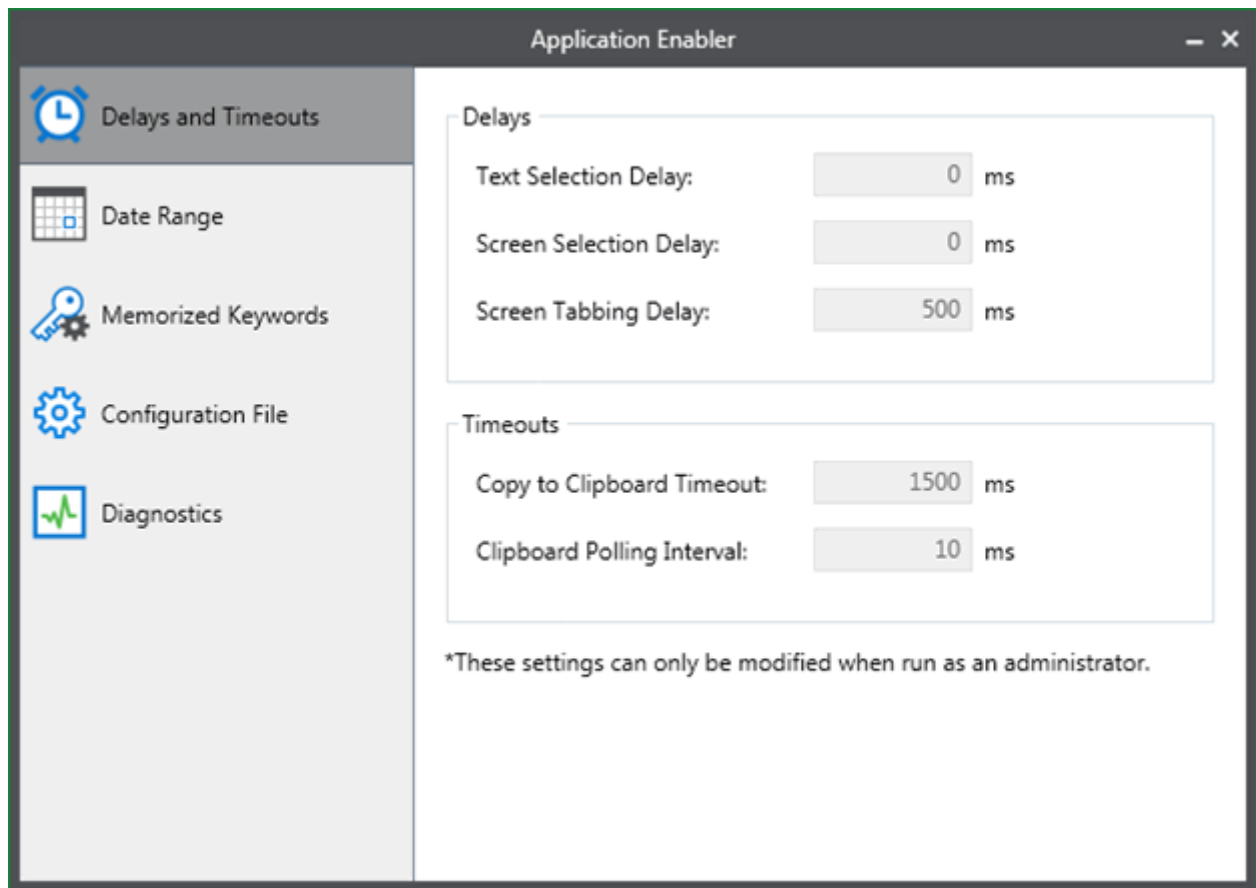 Application Enabler
Delays and Timeouts
Date Range
Memorized Keywords
Configuration File
Diagnostics
Delays
Text Selection Delay: 0 ms
Screen Selection Delay: 0 ms
Screen Tabbing Delay: 500 ms
Timeouts
Copy to Clipboard Timeout: 1500 ms
Clipboard Polling Interval: 10 ms
*These settings can only be modified when run as an administrator.